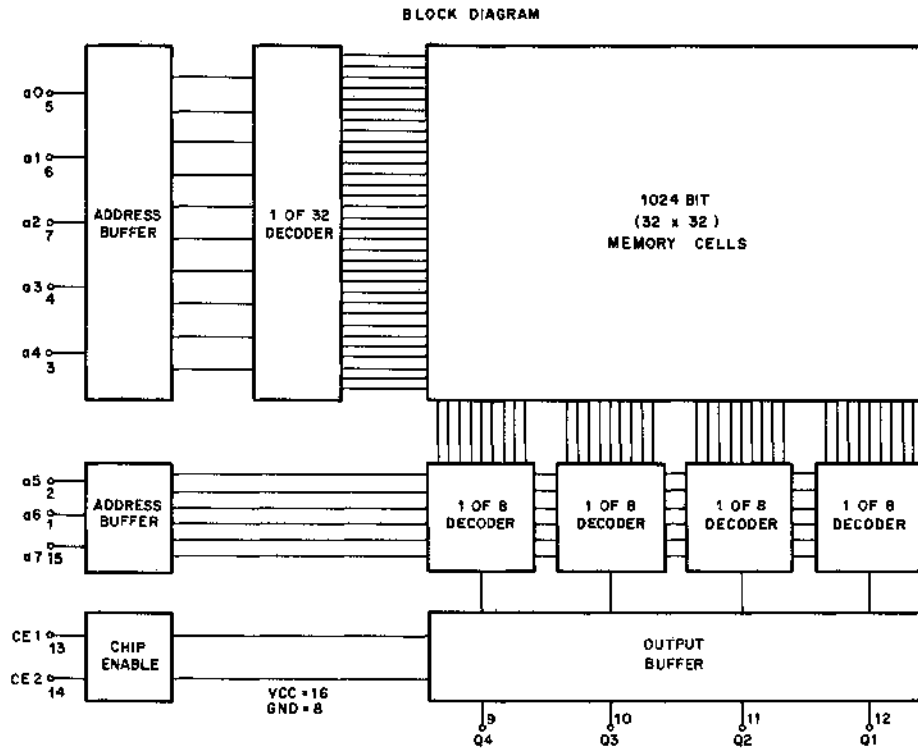 BLOCK DIAGRAM
a0
5
a1
6
a2
7
a3
4
a4
3
ADDRESS
BUFFER
1 OF 32
DECODER
1024 BIT
(32 x 32)
MEMORY CELLS
a5
2
a6
1
a7
15
ADDRESS
BUFFER
1 OF 8
DECODER
1 OF 8
DECODER
1 OF 8
DECODER
1 OF 8
DECODER
CE1
13
CE2
14
CHIP
ENABLE
VCC = 16
GND = 8
OUTPUT
BUFFER
9
Q4
10
Q3
11
Q2
12
Q1